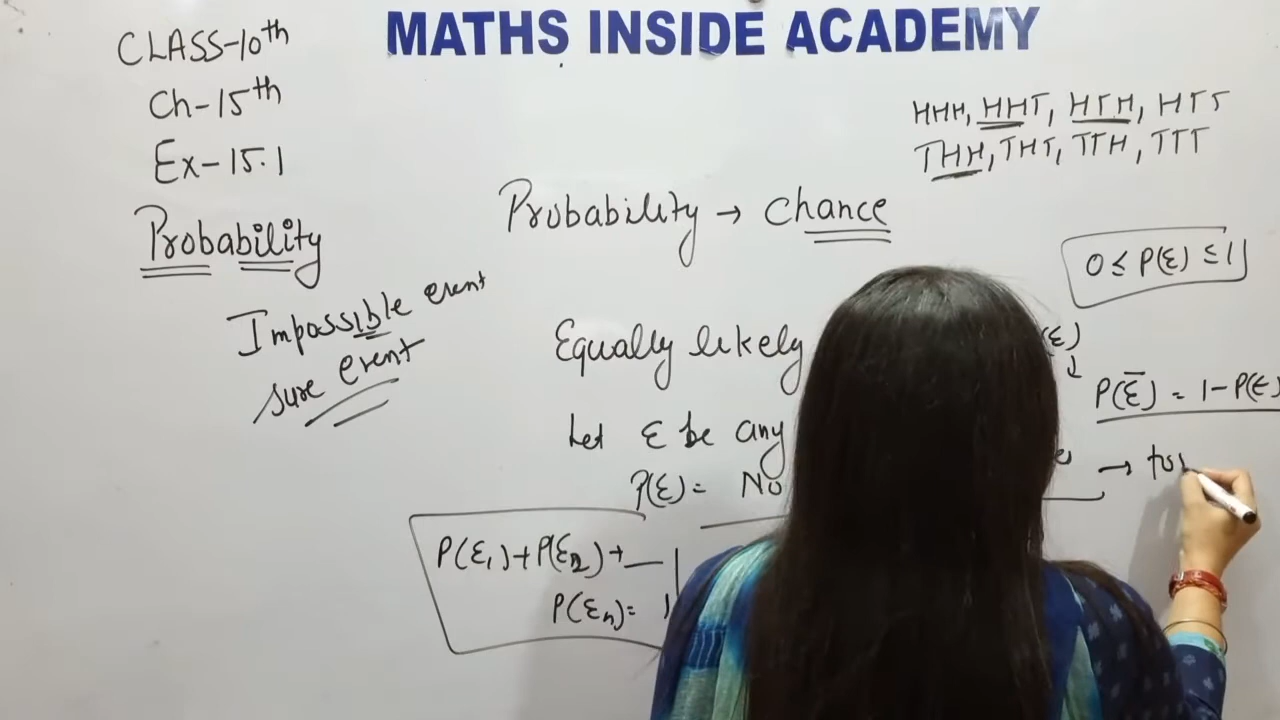 MATHS INSIDE ACADEMY
CLASS-10th
Ch-15th
Ex-15.1
Probability
Impossible event
sure event
HHH, HHT, HTH, HTT
THH, THT, TTH, TTT
Probability → Chance
0 ≤ P(E) ≤ 1
Equally likely
(E)
↓
P(E̅) = 1-P(E)
Let E be any
P(E) = No
→
P(E₁)+P(E₂)+—
P(Eₙ)= 1